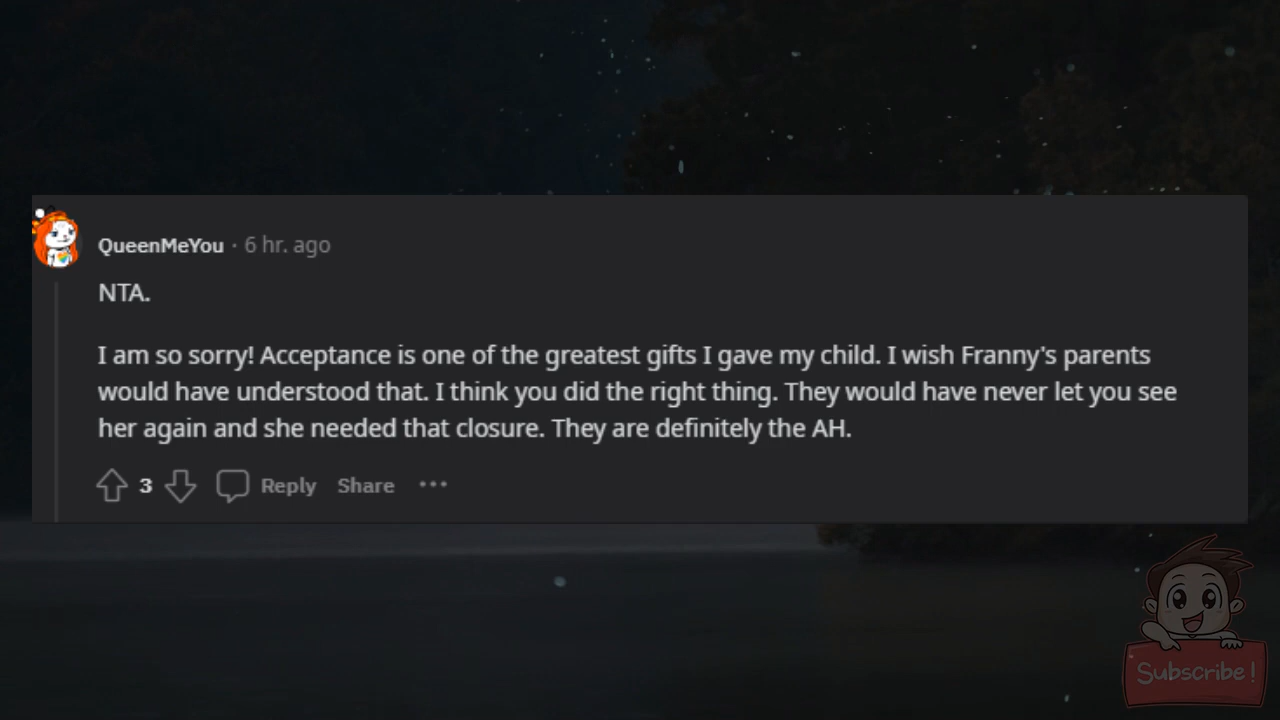 QueenMeYou · 6 hr. ago
NTA.
I am so sorry! Acceptance is one of the greatest gifts I gave my child. I wish Franny's parents
would have understood that. I think you did the right thing. They would have never let you see
her again and she needed that closure. They are definitely the AH.
3 Reply Share ···
Subscribe!